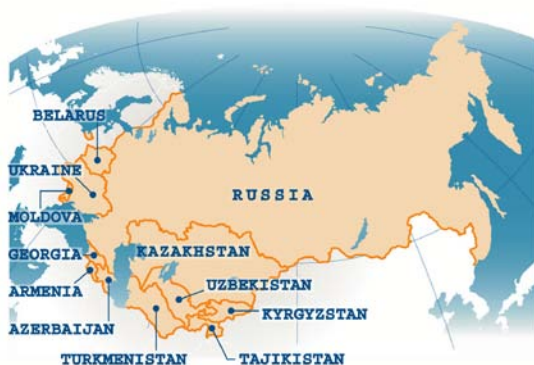 BELARUS
UKRAINE
RUSSIA
MOLDOVA
GEORGIA
KAZAKHSTAN
ARMENIA
UZBEKISTAN
AZERBAIJAN
KYRGYZSTAN
TURKMENISTAN
TAJIKISTAN